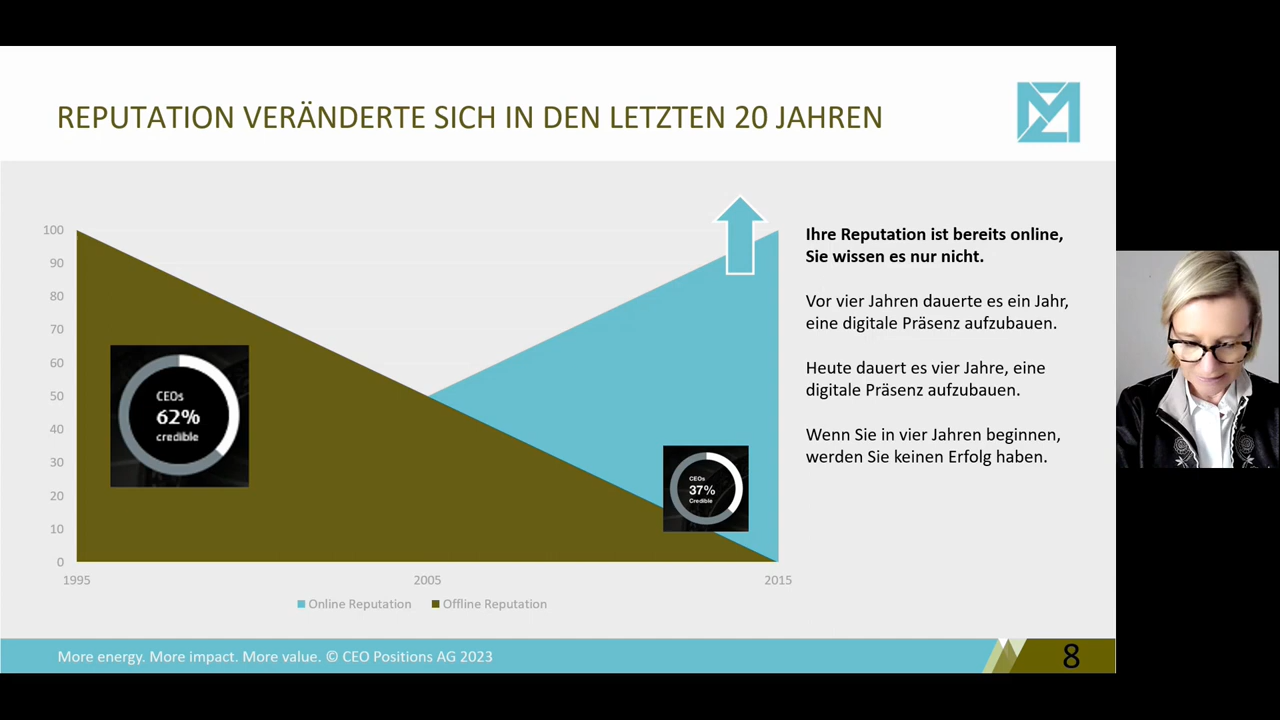 REPUTATION VERÄNDERTE SICH IN DEN LETZTEN 20 JAHREN
100
90
80
70
60
50
40
30
20
10
0
1995
2005
2015
CEOs
62%
credible
CEOs
37%
Credible
Online Reputation
Offline Reputation
Ihre Reputation ist bereits online,
Sie wissen es nur nicht.
Vor vier Jahren dauerte es ein Jahr,
eine digitale Präsenz aufzubauen.
Heute dauert es vier Jahre, eine
digitale Präsenz aufzubauen.
Wenn Sie in vier Jahren beginnen,
werden Sie keinen Erfolg haben.
More energy. More impact. More value. © CEO Positions AG 2023
8